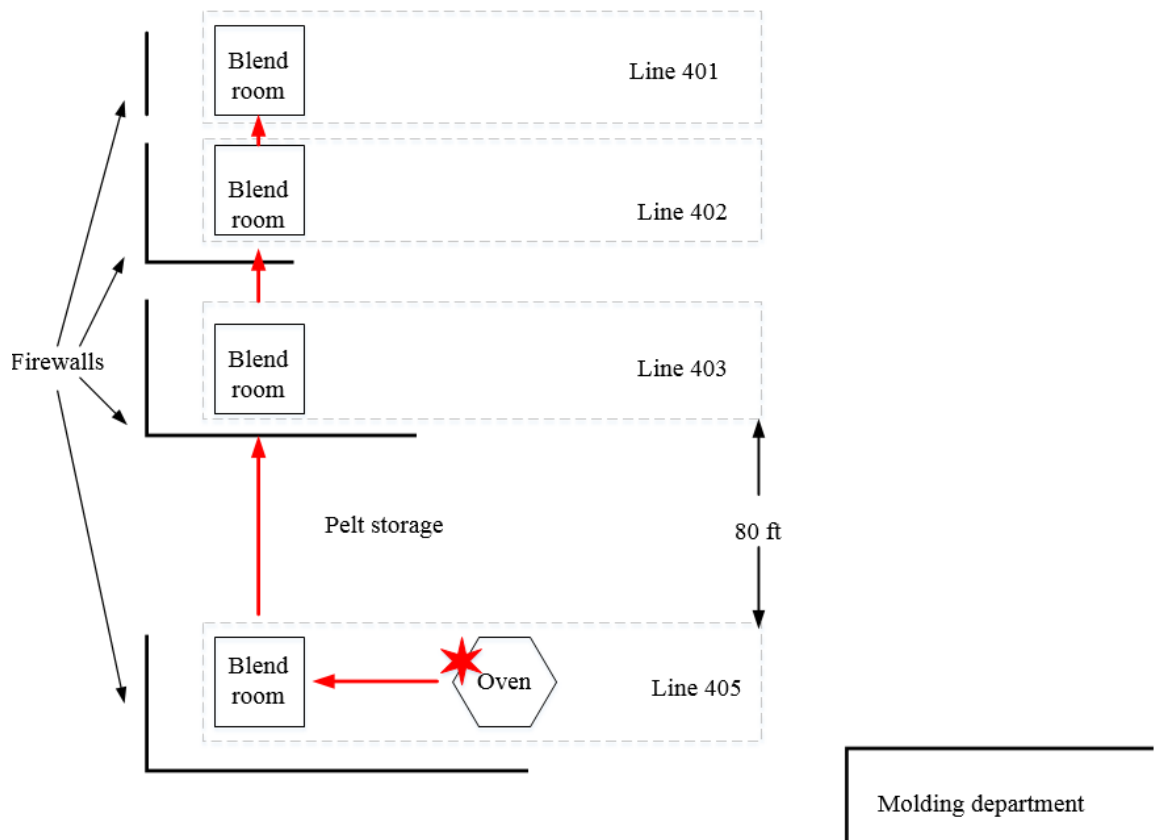 Blend
room
Line 401
Blend
room
Line 402
Firewalls
Blend
room
Line 403
Pelt storage
80 ft
Blend
room
Oven
Line 405
Molding department